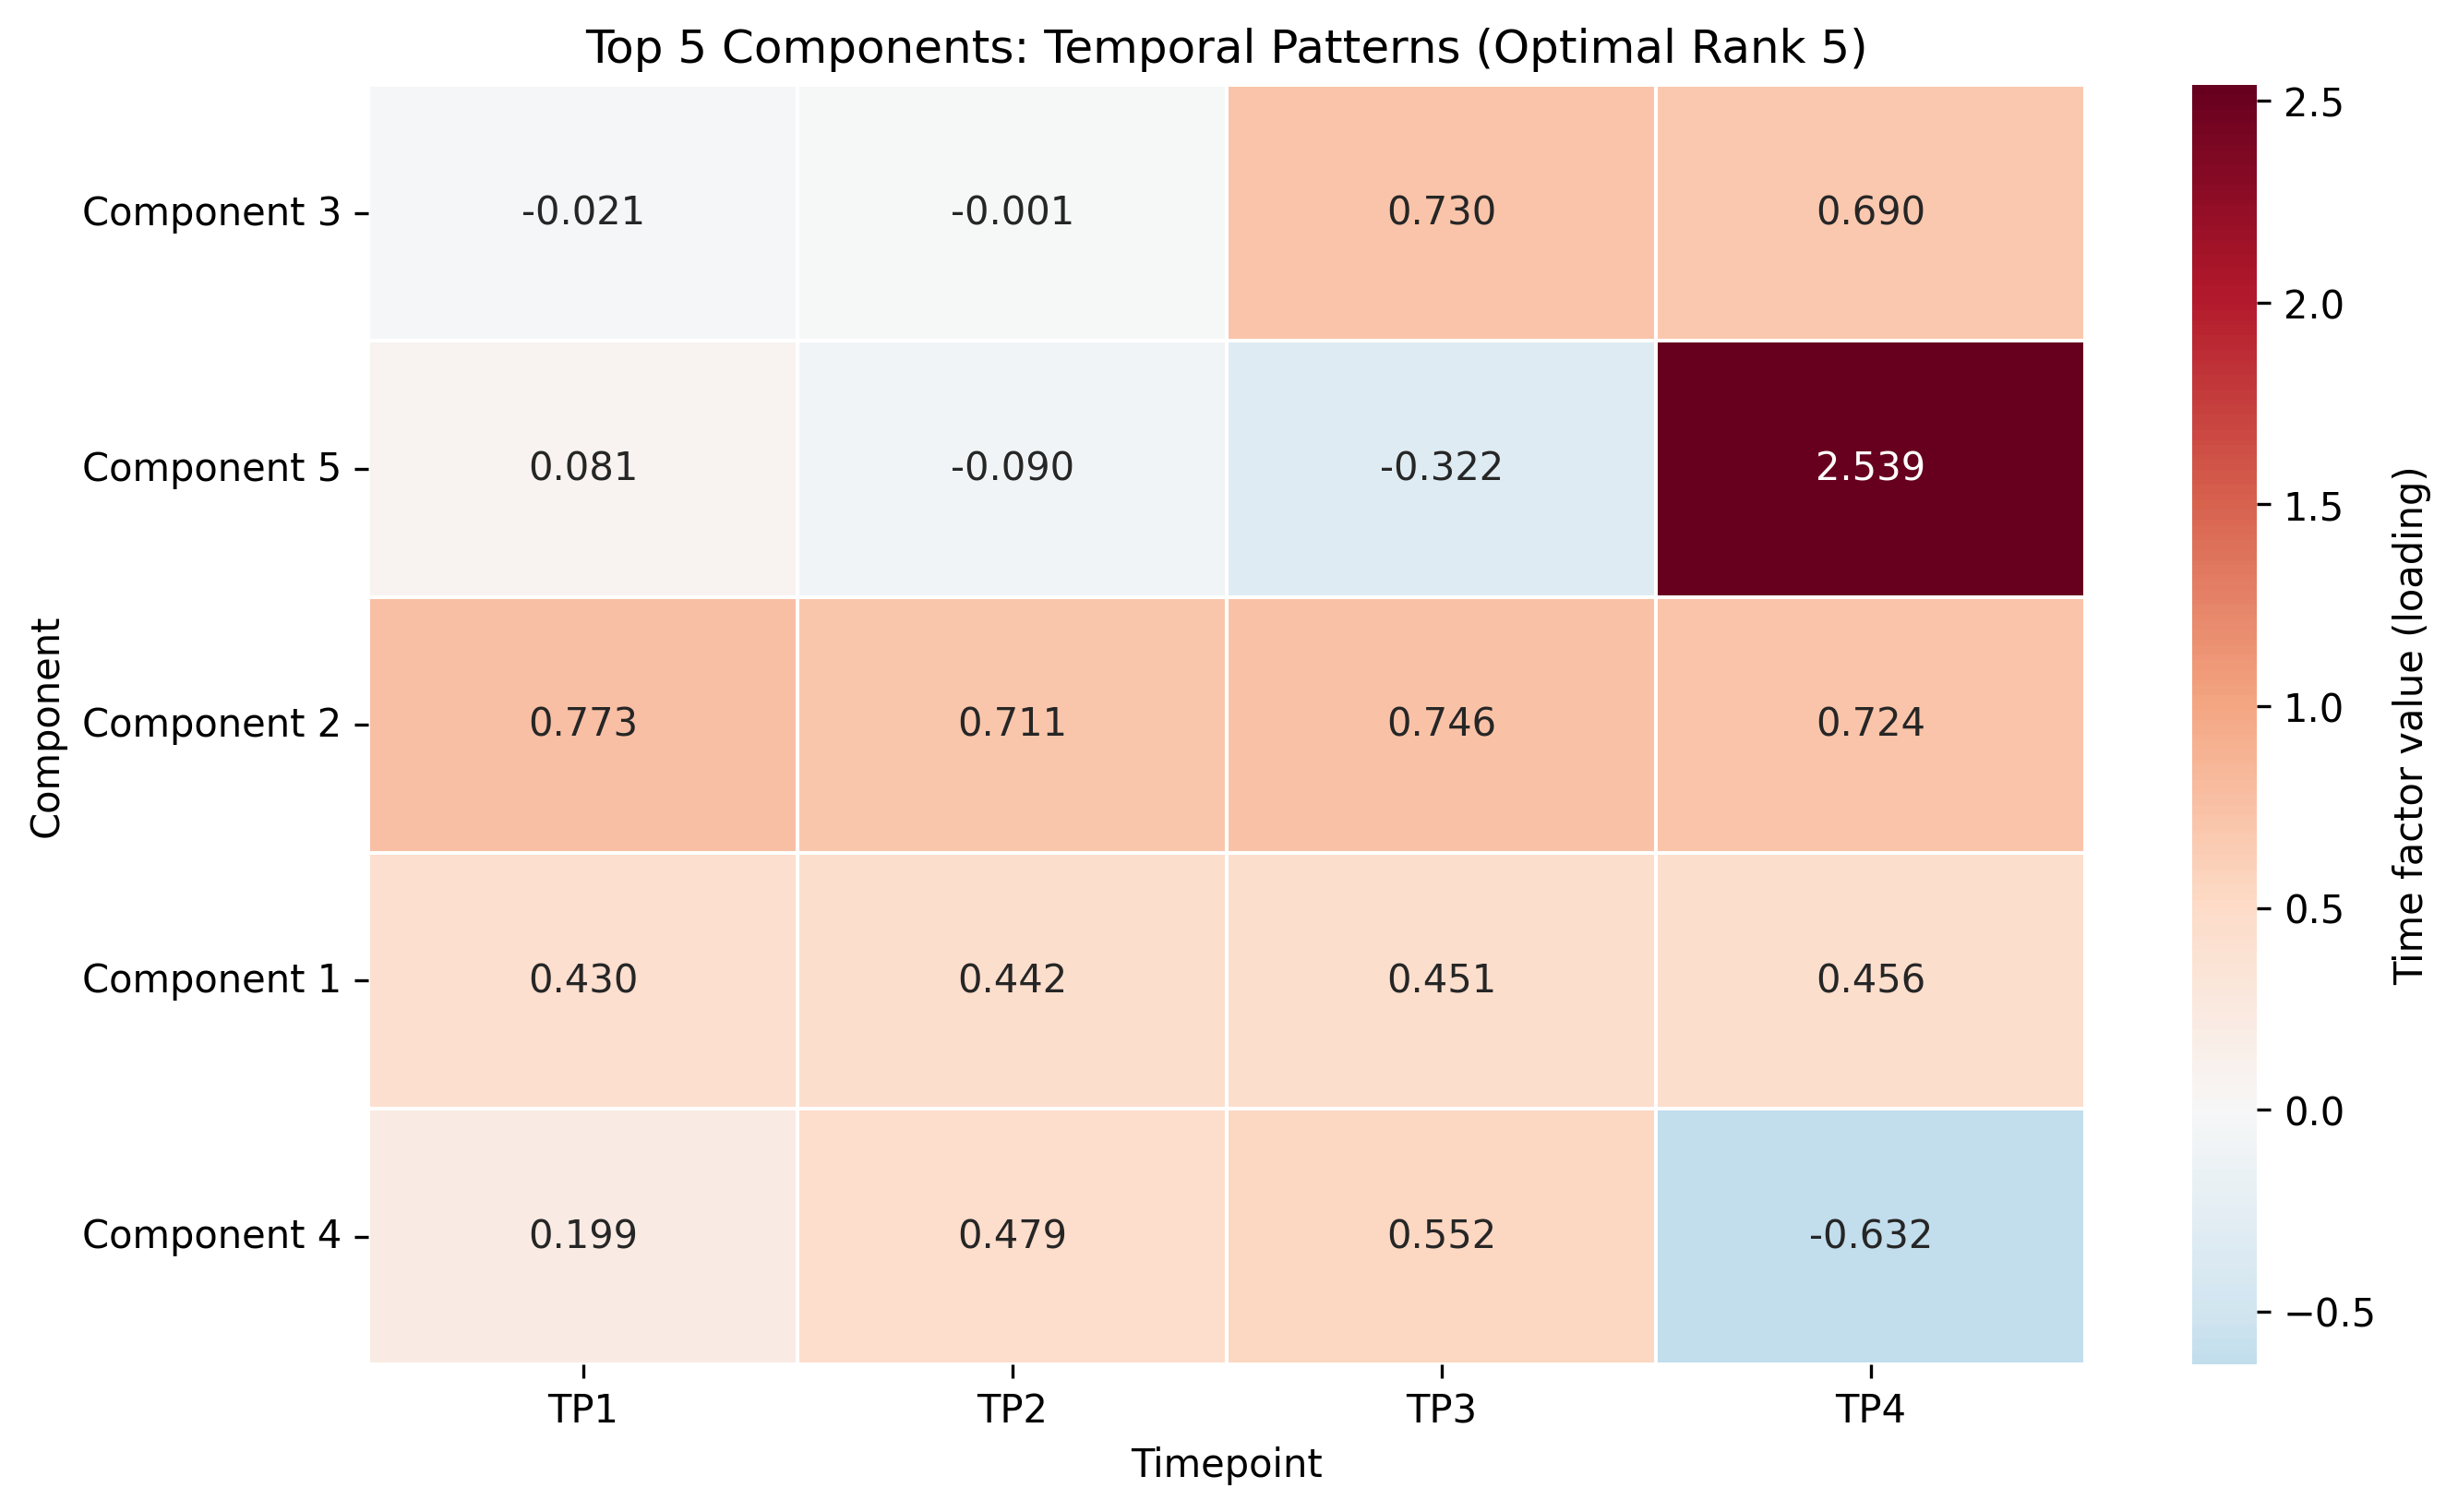 Top 5 Components: Temporal Patterns (Optimal Rank 5)
Component
Component 3 -0.021 -0.001 0.730 0.690
Component 5 0.081 -0.090 -0.322 2.539
Component 2 0.773 0.711 0.746 0.724
Component 1 0.430 0.442 0.451 0.456
Component 4 0.199 0.479 0.552 -0.632
TP1 TP2 TP3 TP4
Timepoint
2.5
2.0
1.5
1.0
0.5
0.0
−0.5
Time factor value (loading)